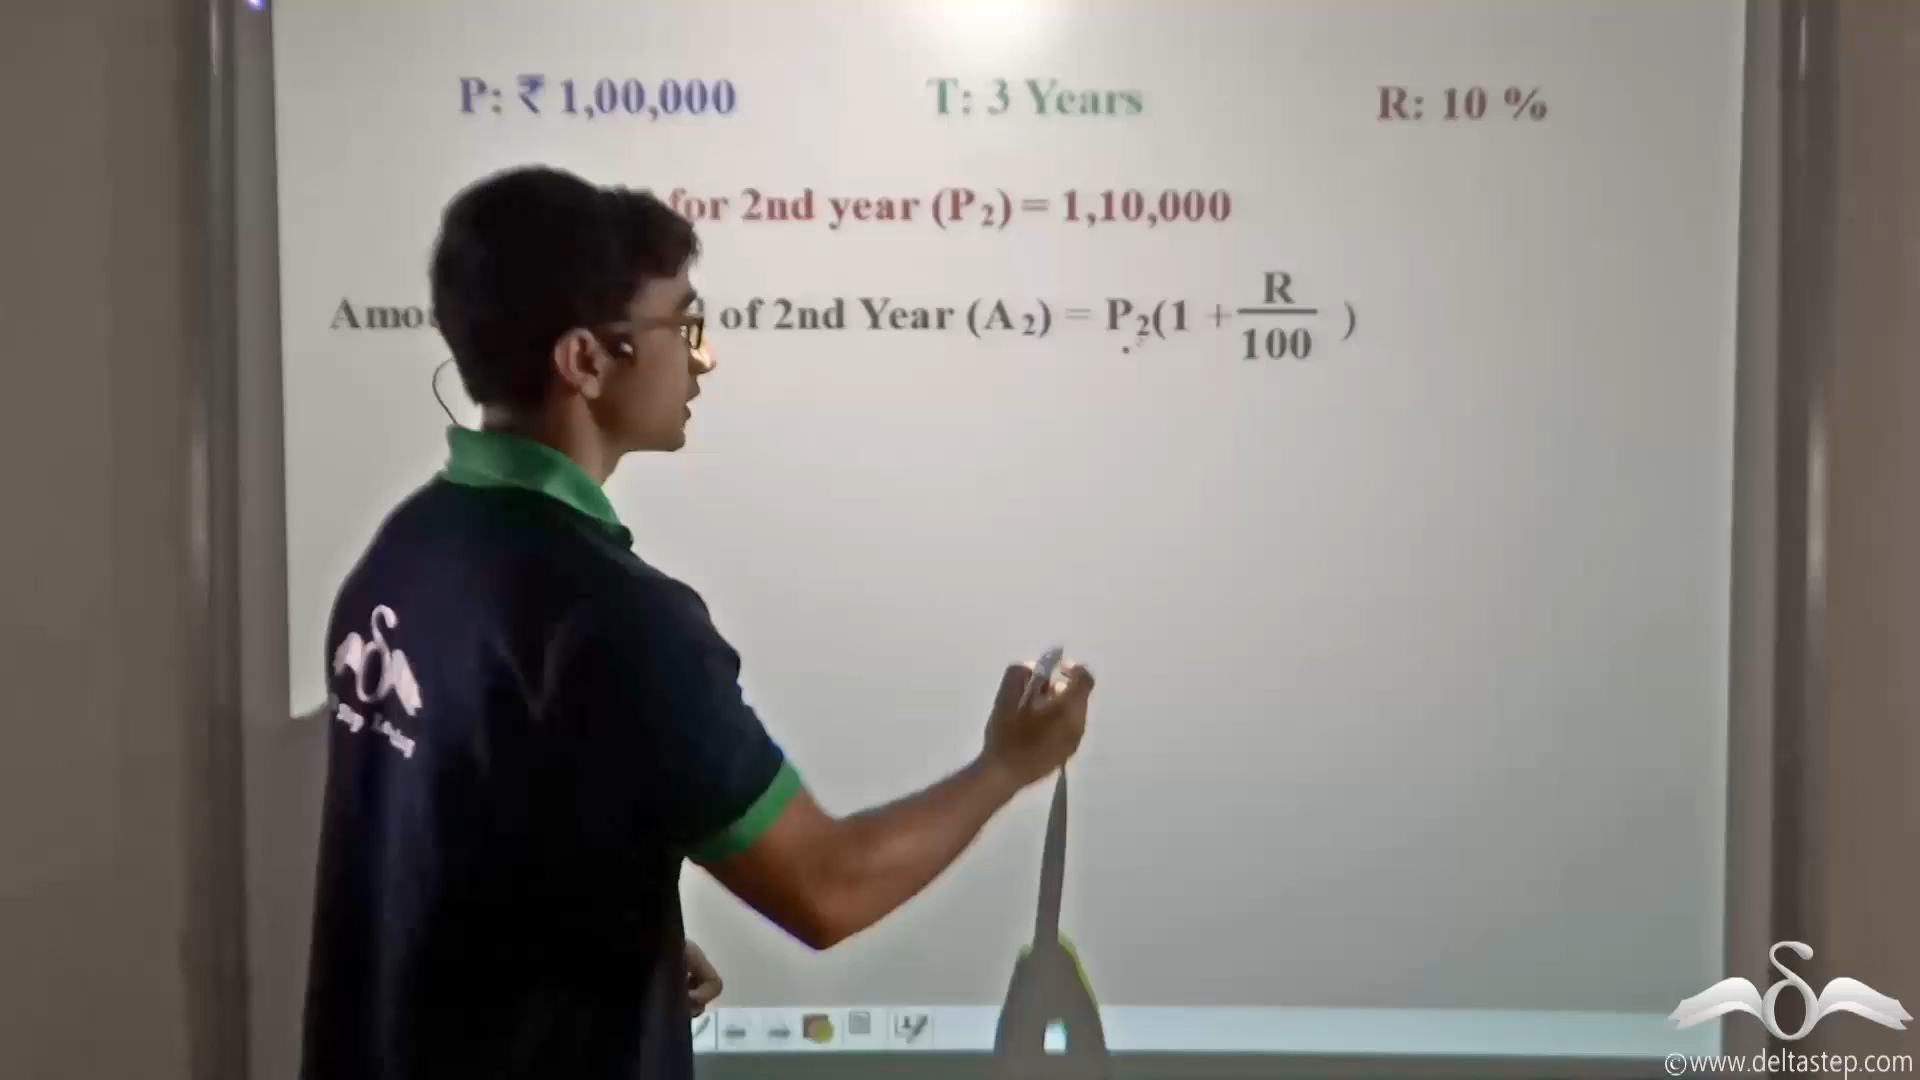 P: ₹ 1,00,000 T: 3 Years R: 10 %
for 2nd year (P₂) = 1,10,000
of 2nd Year (A₂) = P₂(1 + R/100 )
©www.deltastep.com